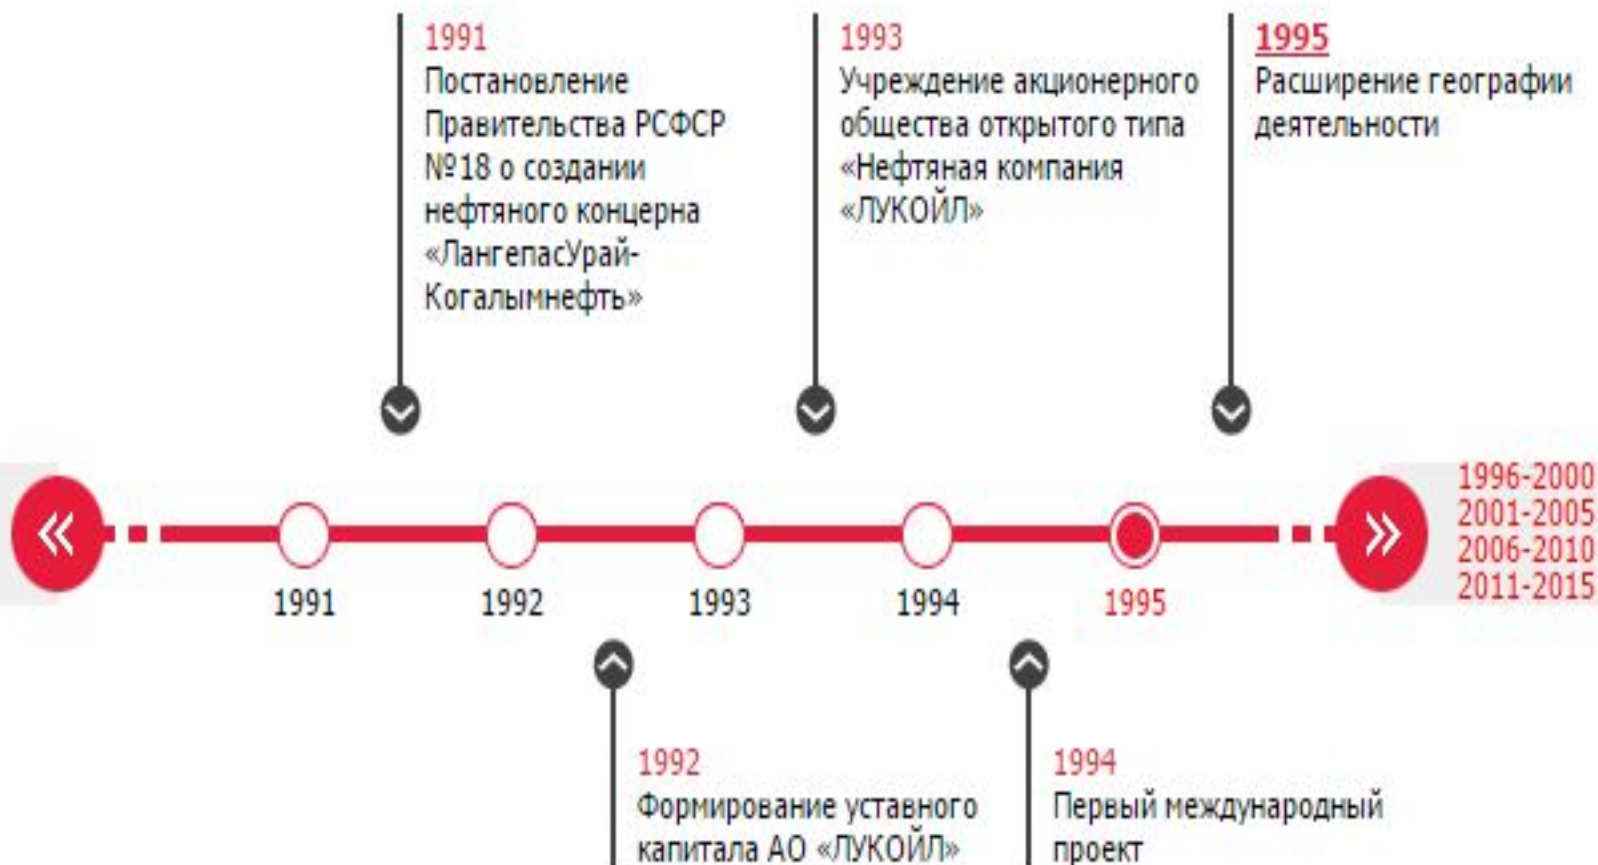 1991
Постановление
Правительства РСФСР
№18 о создании
нефтяного концерна
«ЛангепасУрай-
Когалымнефть»
1993
Учреждение акционерного
общества открытого типа
«Нефтяная компания
«ЛУКОЙЛ»
1995
Расширение географии
деятельности
1991
1992
1993
1994
1995
1996-2000
2001-2005
2006-2010
2011-2015
1992
Формирование уставного
капитала АО «ЛУКОЙЛ»
1994
Первый международный
проект